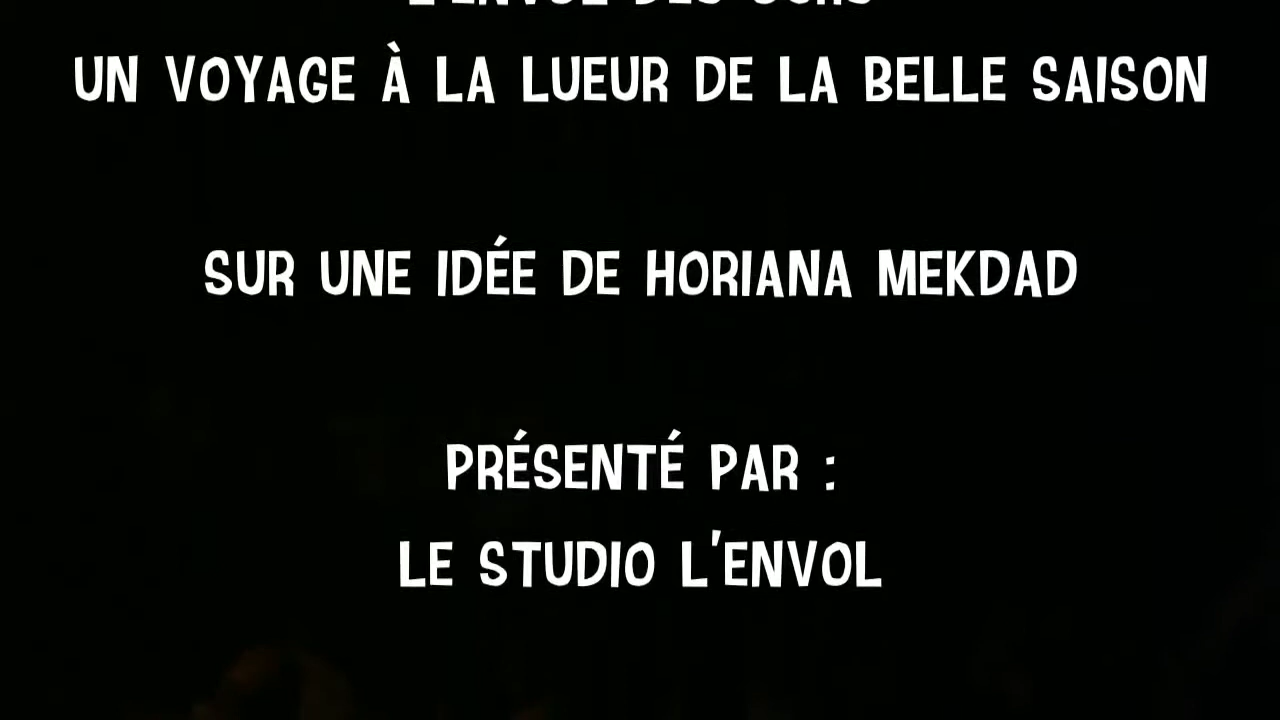 UN VOYAGE À LA LUEUR DE LA BELLE SAISON
SUR UNE IDÉE DE HORIANA MEKDAD
PRÉSENTÉ PAR :
LE STUDIO L'ENVOL